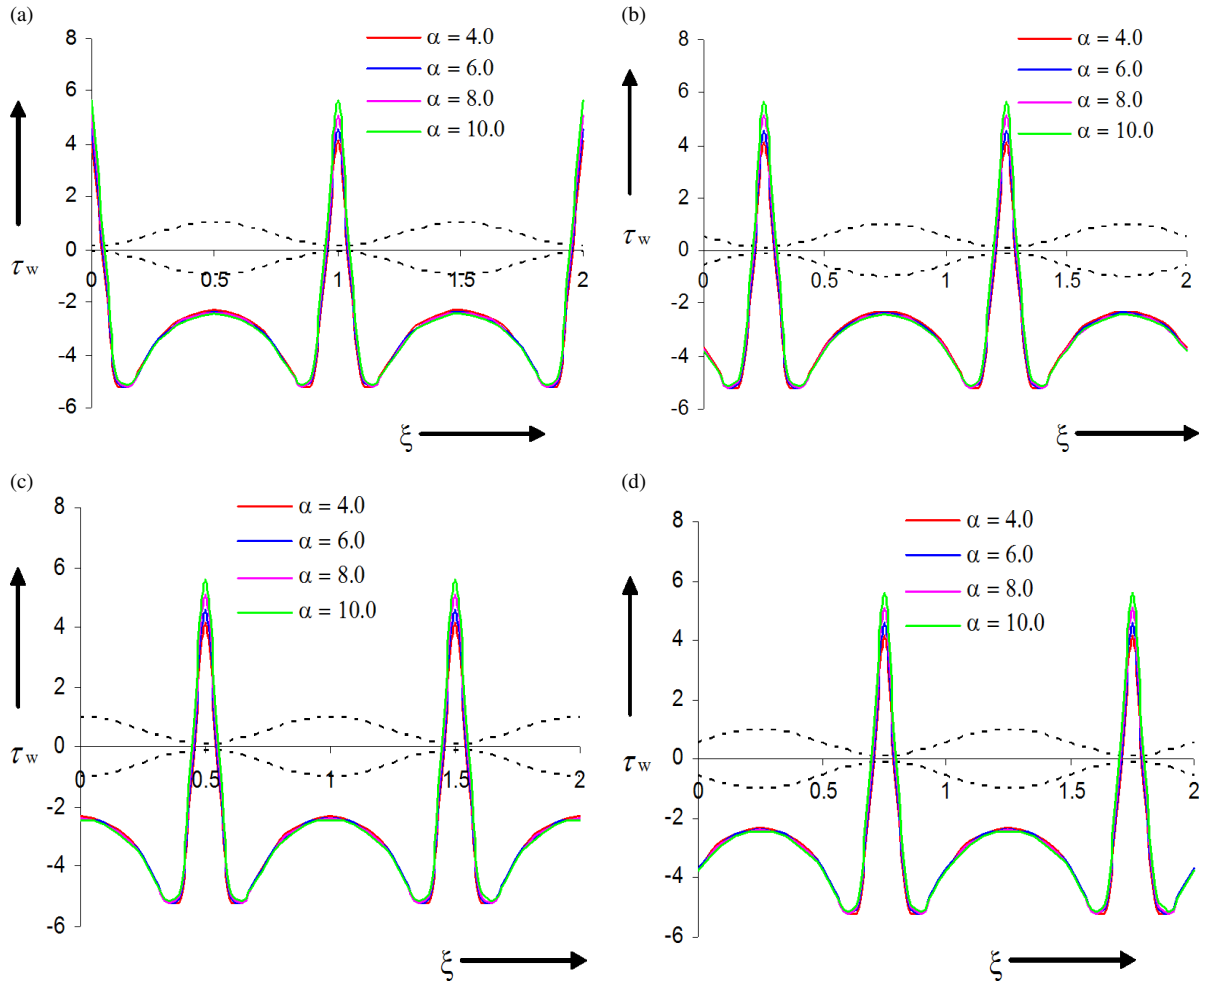 (a)
8
6
4
2
0
-2
-4
-6
α = 4.0
α = 6.0
α = 8.0
α = 10.0
τw
0 0.5 1 1.5 2
ξ
(b)
8
6
4
2
0
-2
-4
-6
α = 4.0
α = 6.0
α = 8.0
α = 10.0
τw
0 0.5 1 1.5 2
ξ
(c)
8
6
4
2
0
-2
-4
-6
α = 4.0
α = 6.0
α = 8.0
α = 10.0
τw
0 0.5 1 1.5 2
ξ
(d)
8
6
4
2
0
-2
-4
-6
α = 4.0
α = 6.0
α = 8.0
α = 10.0
τw
0 0.5 1 1.5 2
ξ